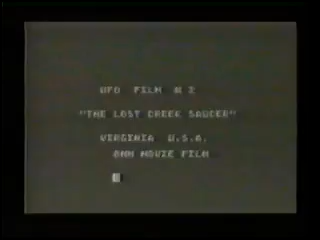 UFO FILM # 2
"THE LOST CREEK SAUCER"
VIRGINIA U.S.A.
8MM MOVIE FILM